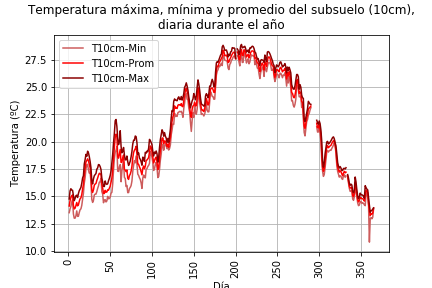 Temperatura máxima, mínima y promedio del subsuelo (10cm),
diaria durante el año
T10cm-Min
T10cm-Prom
T10cm-Max
Temperatura (ºC)
27.5
25.0
22.5
20.0
17.5
15.0
12.5
10.0
0
50
100
150
200
250
300
350
Día